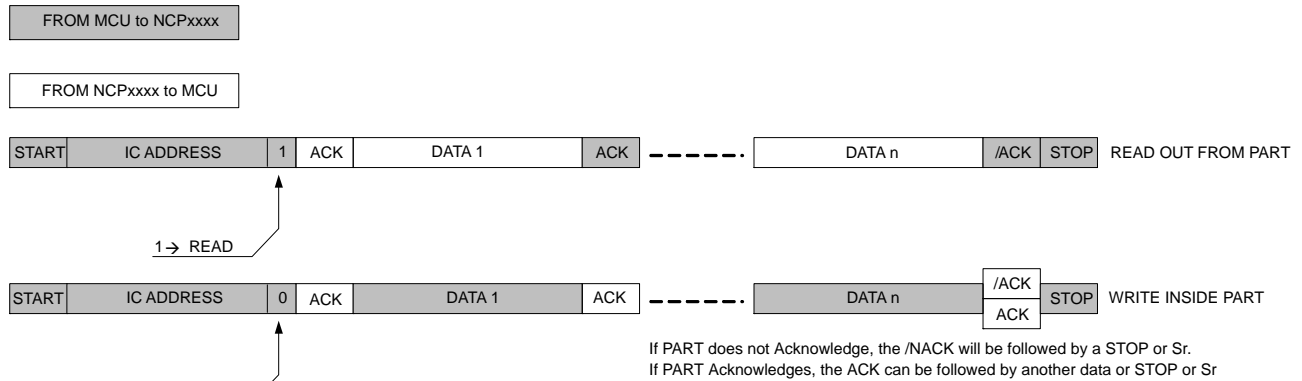 FROM MCU to NCPxxxx
FROM NCPxxxx to MCU
START IC ADDRESS 1 ACK DATA 1 ACK DATA n /ACK STOP READ OUT FROM PART
1→ READ
START IC ADDRESS 0 ACK DATA 1 ACK DATA n /ACK ACK STOP WRITE INSIDE PART
If PART does not Acknowledge, the /NACK will be followed by a STOP or Sr.
If PART Acknowledges, the ACK can be followed by another data or STOP or Sr